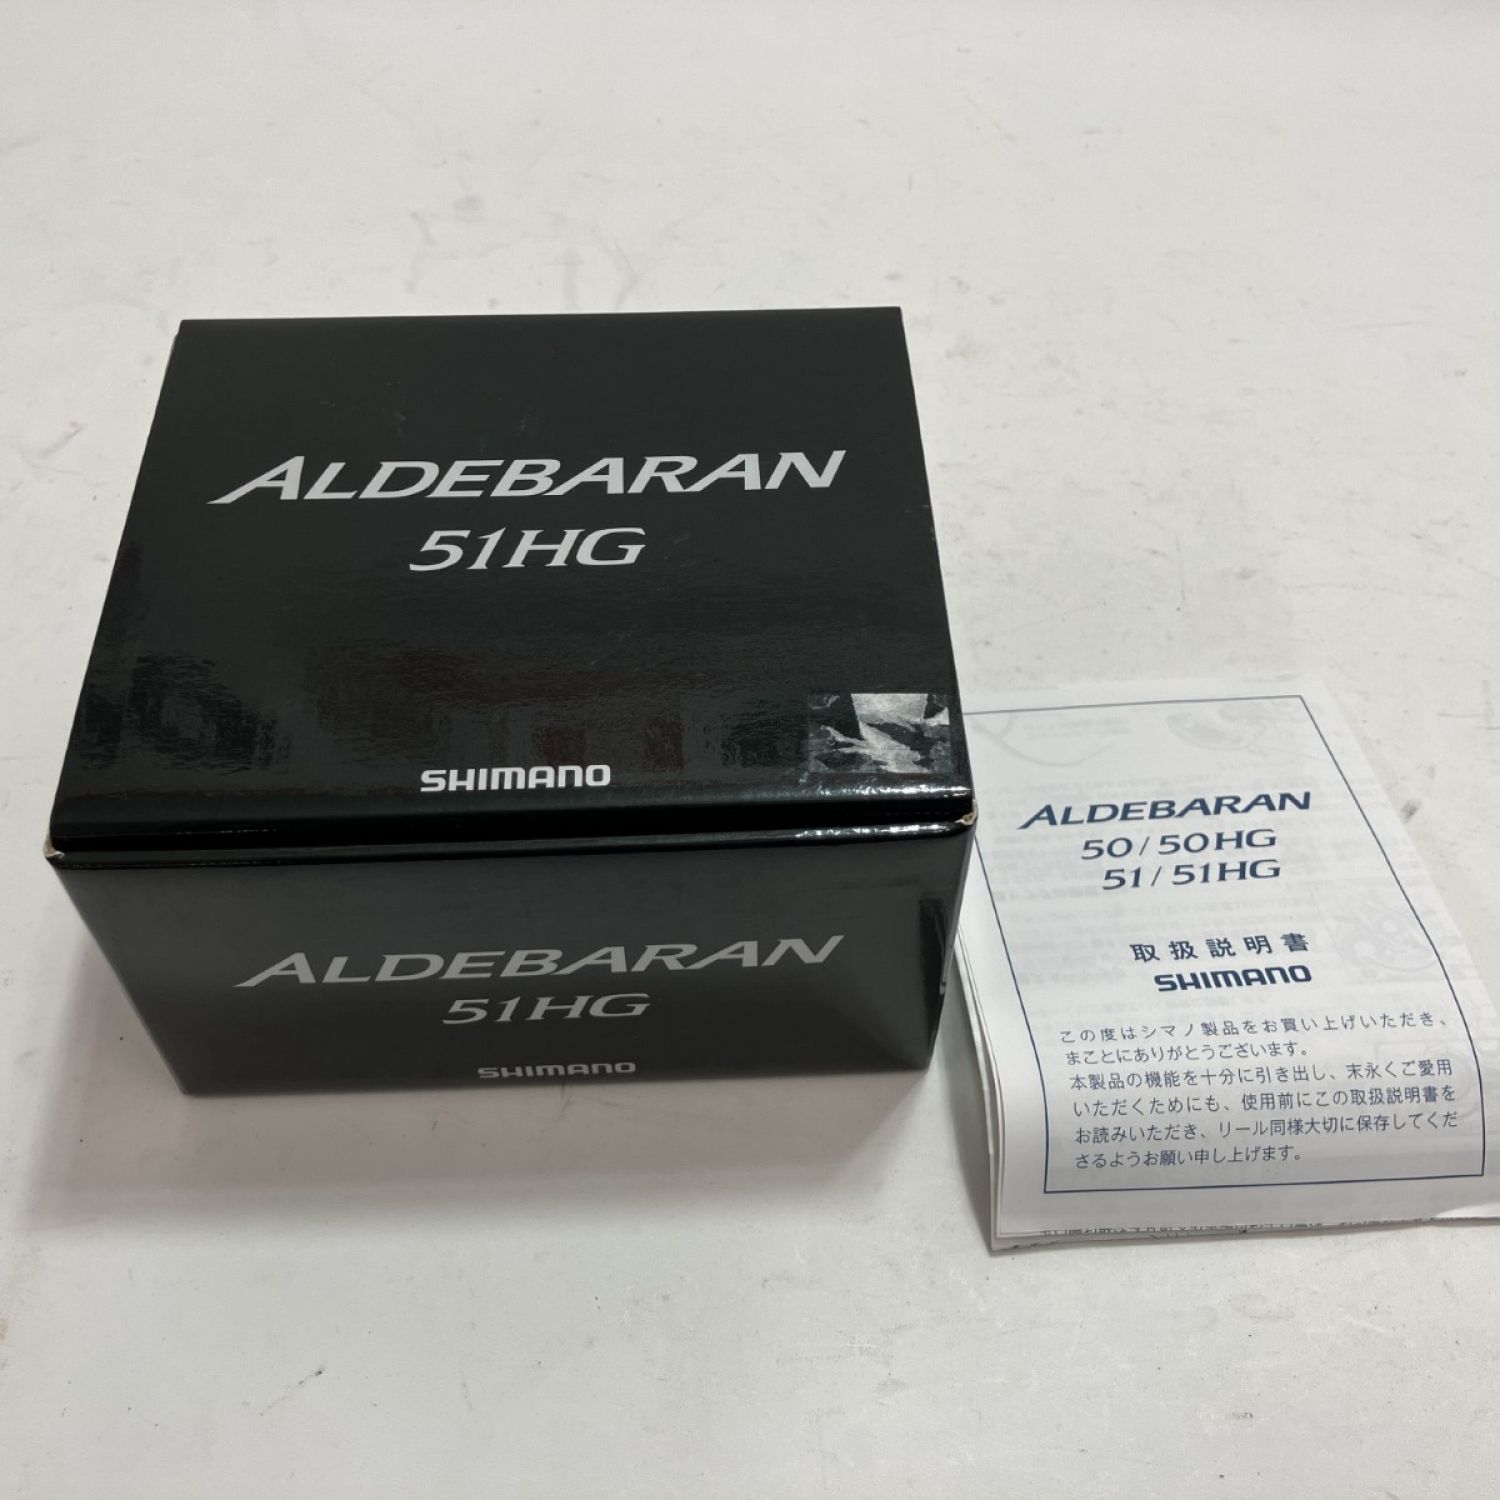 ALDEBARAN
51HG
SHIMANO
ALDEBARAN
51HG
SHIMANO
ALDEBARAN
50/50HG
51/51HG
取扱説明書
SHIMANO
この度はシマノ製品をお買い上げいただき、
まことにありがとうございます。
本製品の機能を十分に引き出し、末永くご愛用
いただくためにも、使用前にこの取扱説明書を
お読みいただき、リール同様大切に保存してくだ
さるようお願い申し上げます。